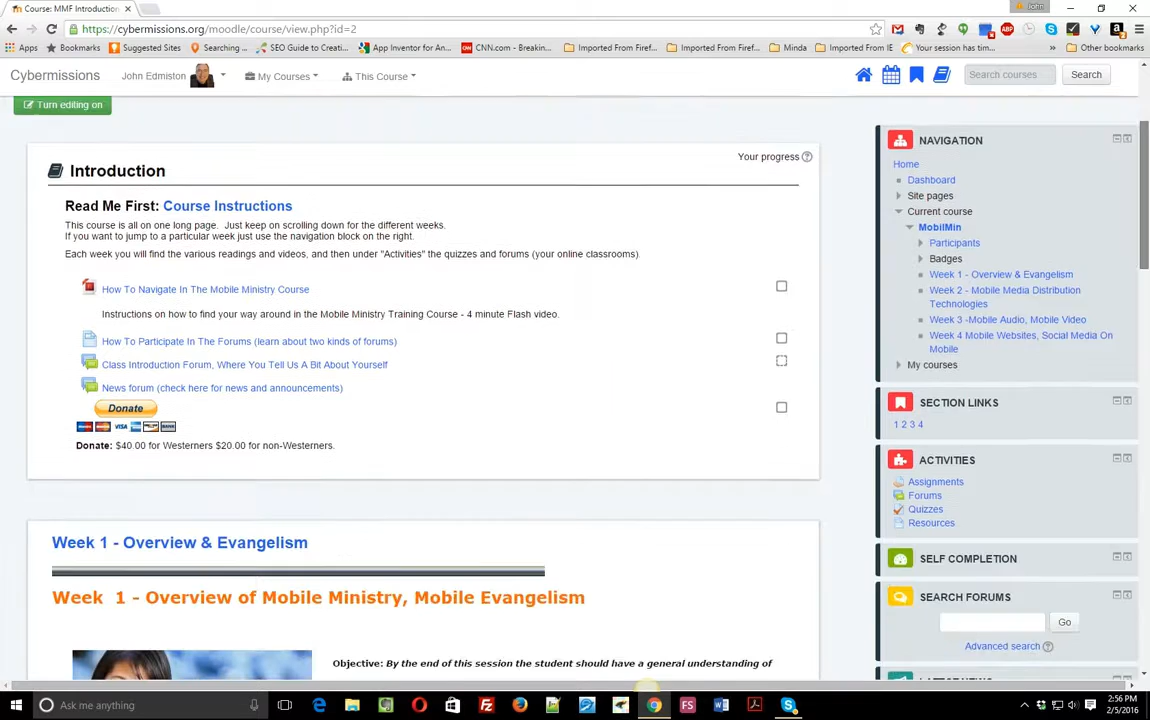 Course: MMF Introduction
John
https://cybermissions.org/moodle/course/view.php?id=2
Apps
Bookmarks
Suggested Sites
Searching ...
SEO Guide to Creati...
App Inventor for An...
CNN.com - Breakin...
Imported From Firef...
Imported From Firef...
Minda
Imported From IE
Your session has tim...
Other bookmarks
Cybermissions
John Edmiston
My Courses
This Course
Search courses
Search
Turn editing on
Your progress
Introduction
Read Me First: Course Instructions
This course is all on one long page. Just keep on scrolling down for the different weeks.
If you want to jump to a particular week just use the navigation block on the right.
Each week you will find the various readings and videos, and then under "Activities" the quizzes and forums (your online classrooms).
How To Navigate In The Mobile Ministry Course
Instructions on how to find your way around in the Mobile Ministry Training Course - 4 minute Flash video.
How To Participate In The Forums (learn about two kinds of forums)
Class Introduction Forum, Where You Tell Us A Bit About Yourself
News forum (check here for news and announcements)
Donate
VISA
Donate: $40.00 for Westerners $20.00 for non-Westerners.
Week 1 - Overview & Evangelism
Week 1 - Overview of Mobile Ministry, Mobile Evangelism
Objective: By the end of this session the student should have a general understanding of
NAVIGATION
Home
Dashboard
Site pages
Current course
MobilMin
Participants
Badges
Week 1 - Overview & Evangelism
Week 2 - Mobile Media Distribution
Technologies
Week 3 -Mobile Audio, Mobile Video
Week 4 Mobile Websites, Social Media On
Mobile
My courses
SECTION LINKS
1 2 3 4
ACTIVITIES
Assignments
Forums
Quizzes
Resources
SELF COMPLETION
SEARCH FORUMS
Go
Advanced search
Ask me anything
2:56 PM
2/5/2016